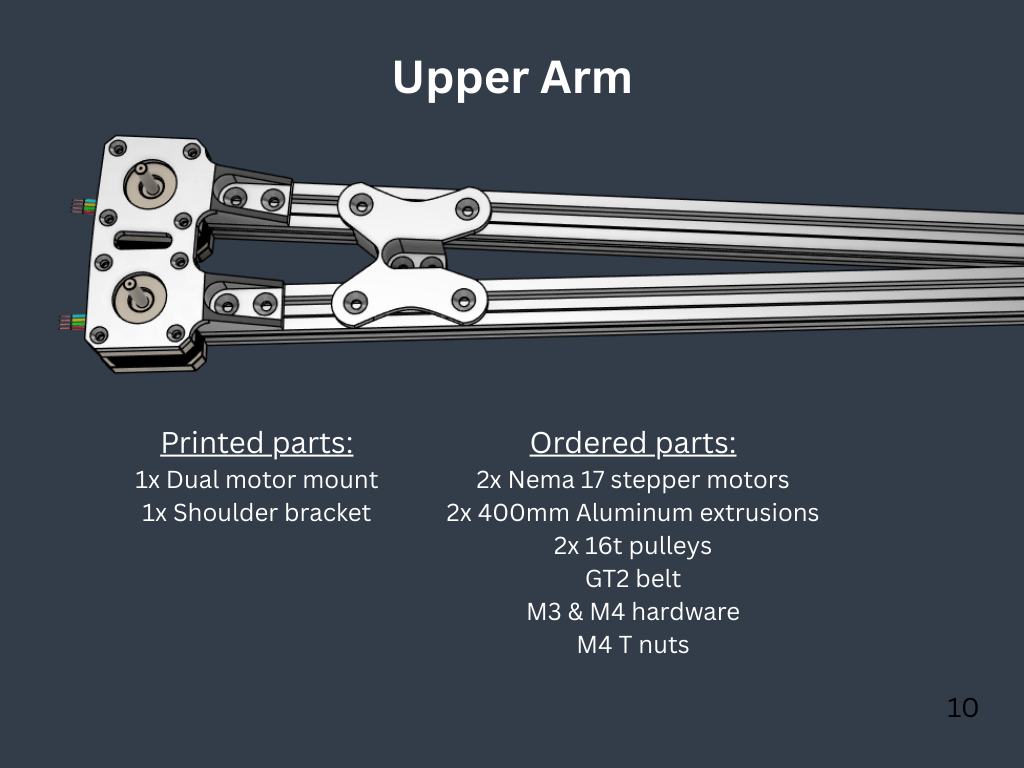 Upper Arm
Printed parts:
1x Dual motor mount
1x Shoulder bracket
Ordered parts:
2x Nema 17 stepper motors
2x 400mm Aluminum extrusions
2x 16t pulleys
GT2 belt
M3 & M4 hardware
M4 T nuts
10